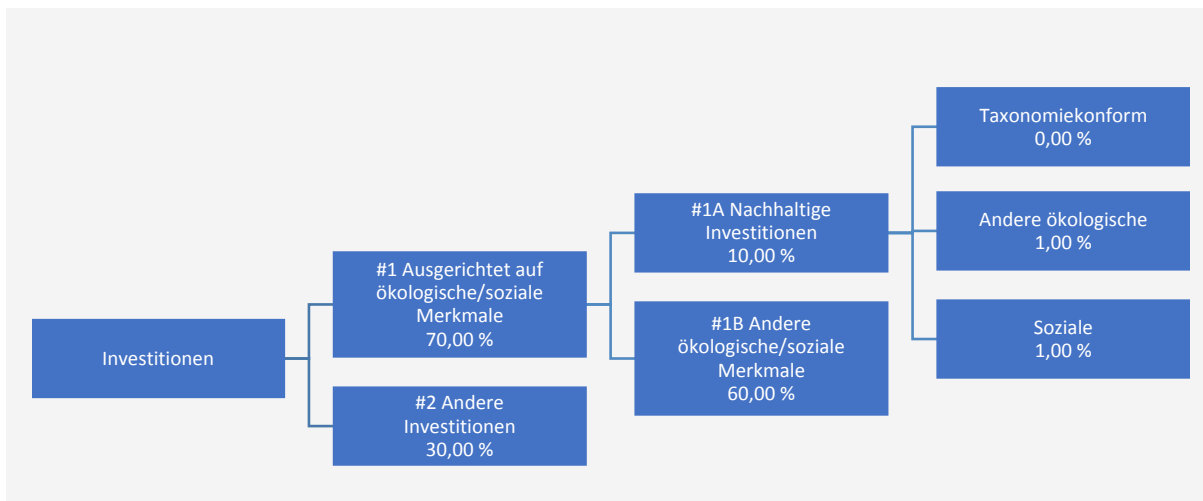 Investitionen
#1 Ausgerichtet auf
ökologische/soziale
Merkmale
70,00 %
#2 Andere
Investitionen
30,00 %
#1A Nachhaltige
Investitionen
10,00 %
#1B Andere
ökologische/soziale
Merkmale
60,00 %
Taxonomiekonform
0,00 %
Andere ökologische
1,00 %
Soziale
1,00 %